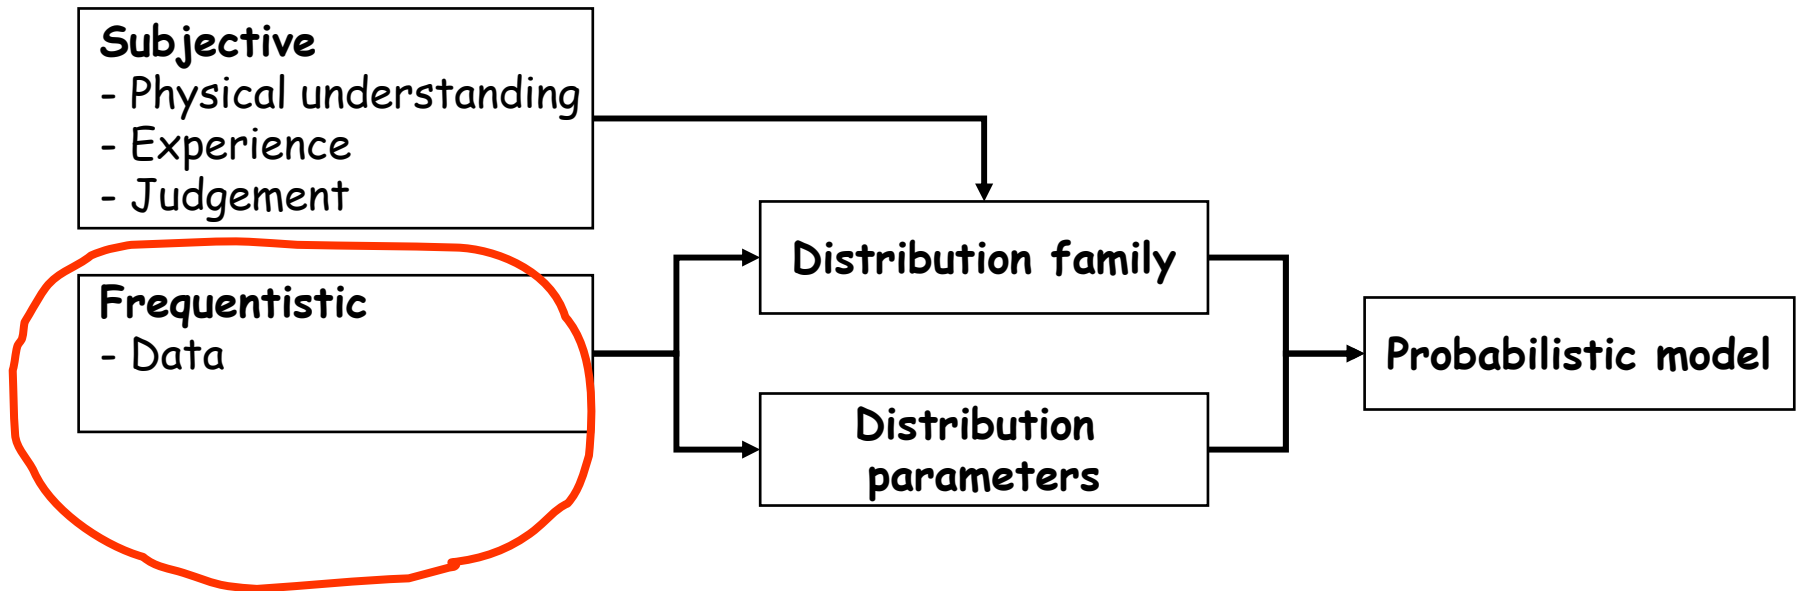 Subjective
- Physical understanding
- Experience
- Judgement
Frequentistic
- Data
Distribution family
Distribution
parameters
Probabilistic model